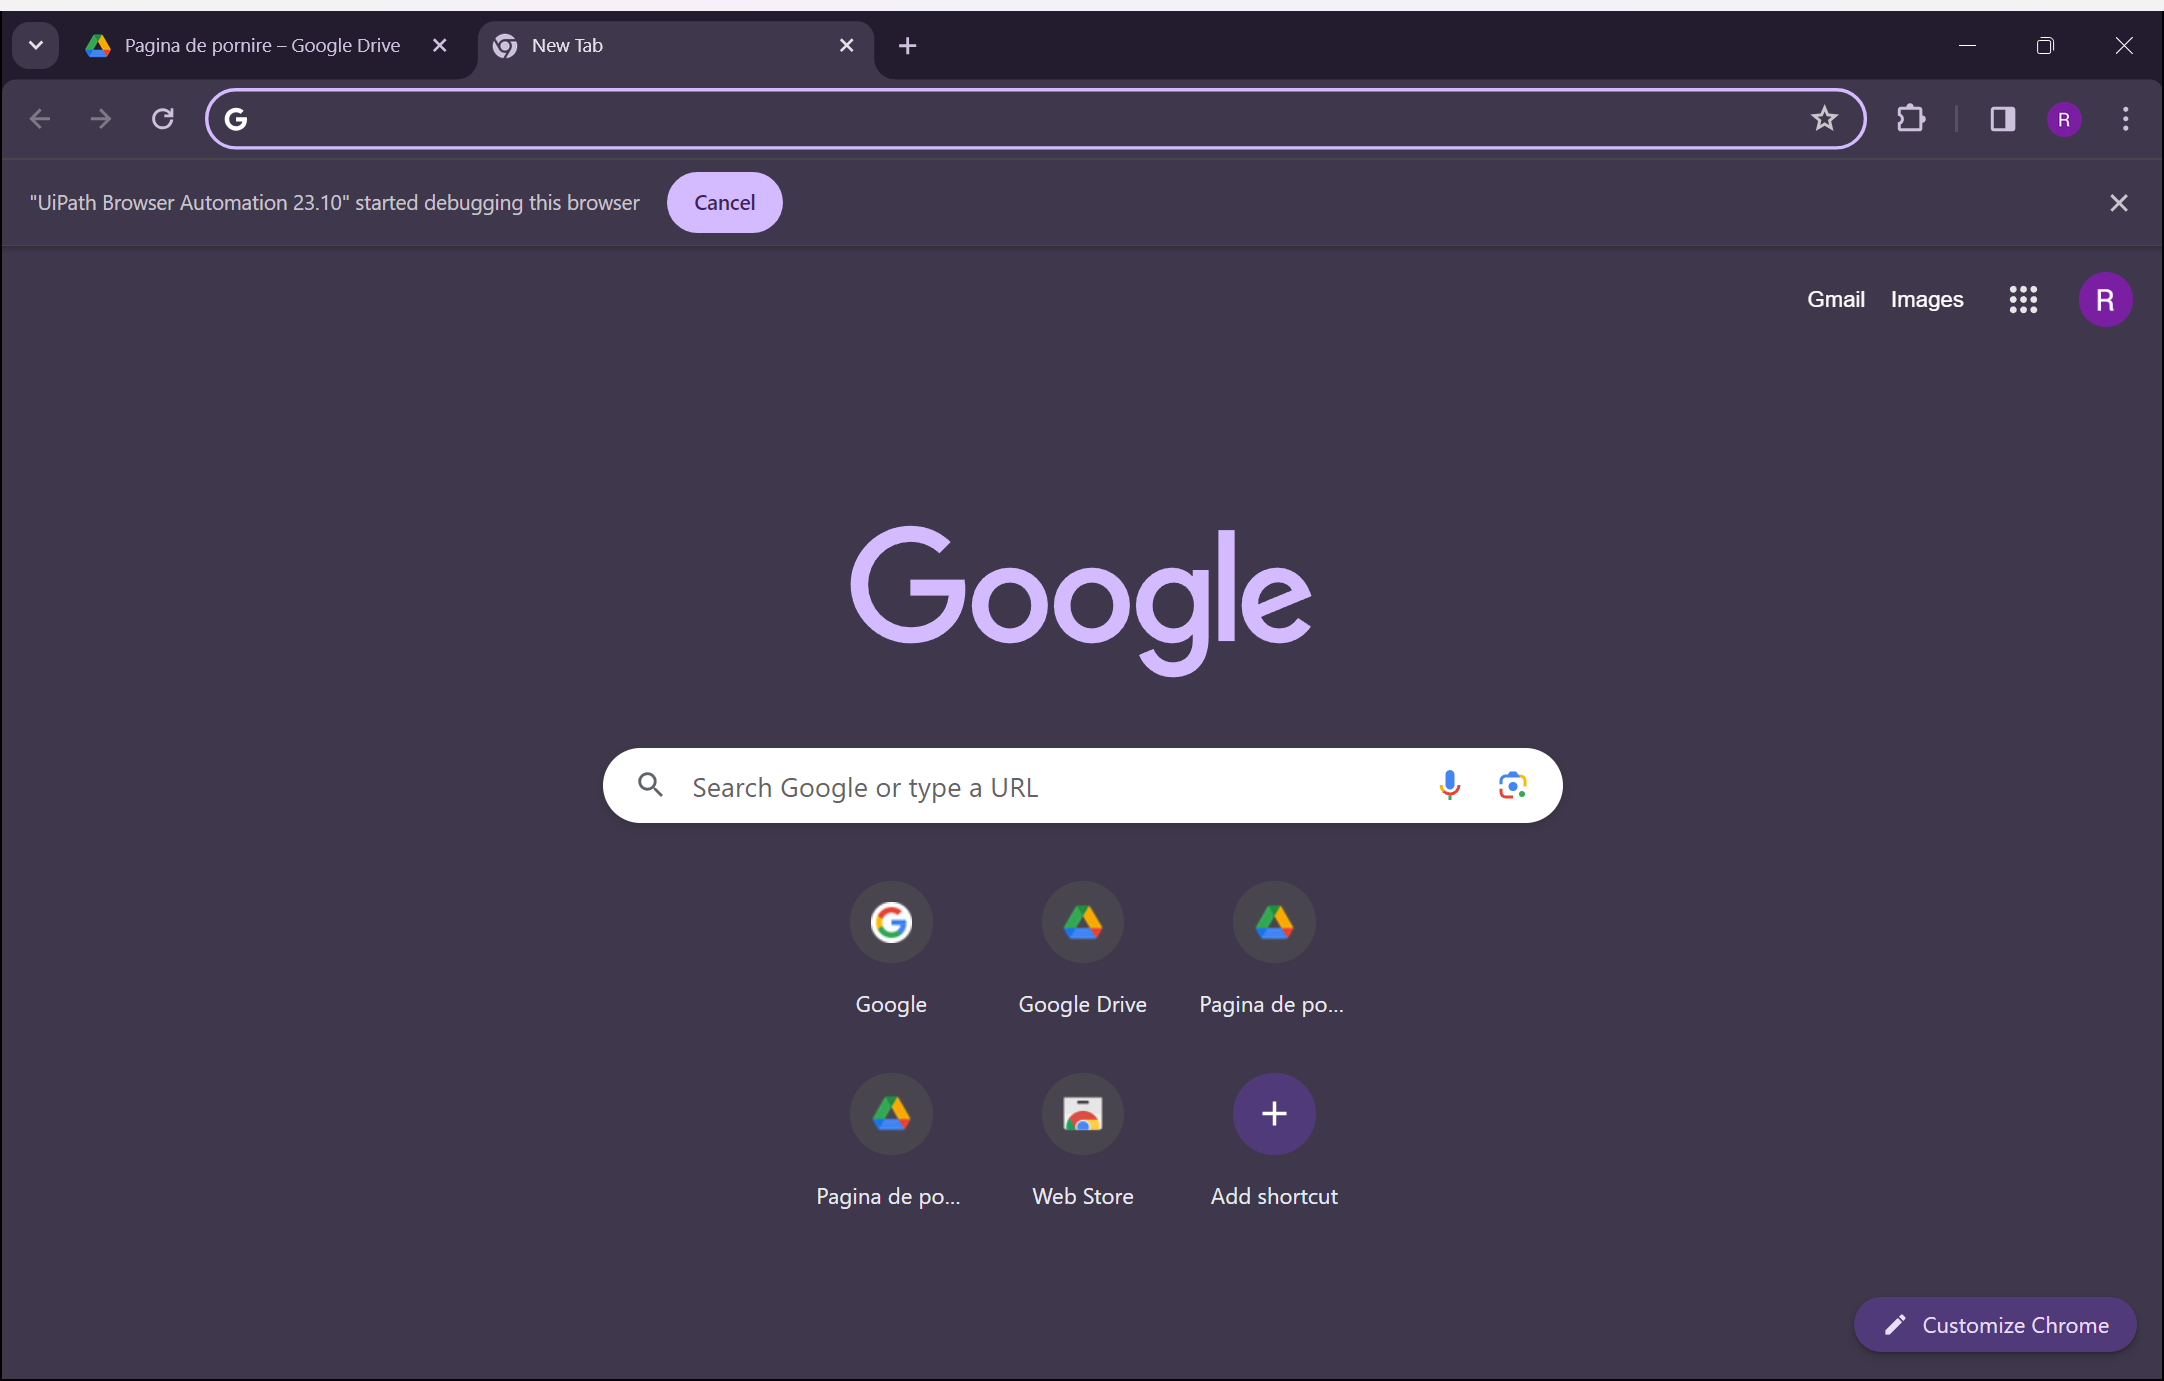 Pagina de pornire – Google Drive
New Tab
R
"UiPath Browser Automation 23.10" started debugging this browser
Cancel
Gmail
Images
R
Google
Search Google or type a URL
Google
Google Drive
Pagina de po...
Pagina de po...
Web Store
Add shortcut
Customize Chrome